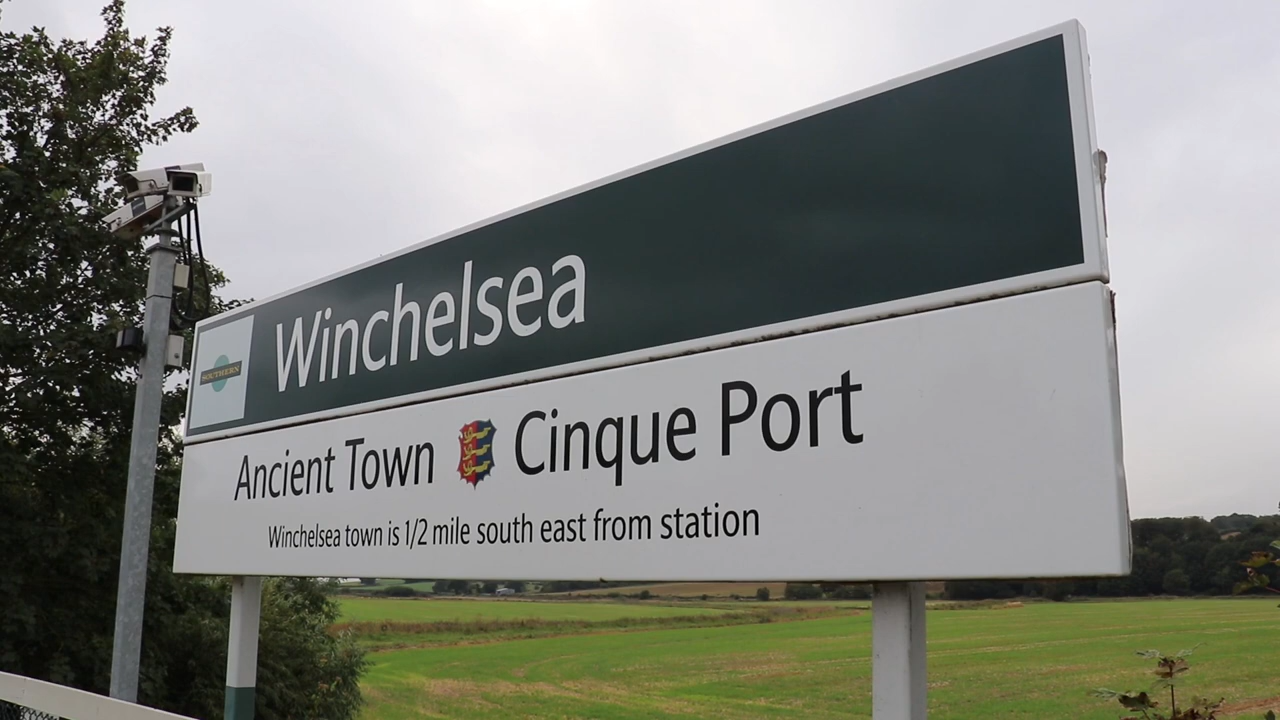 Winchelsea
SOUTHERN
Ancient Town Cinque Port
Winchelsea town is 1/2 mile south east from station